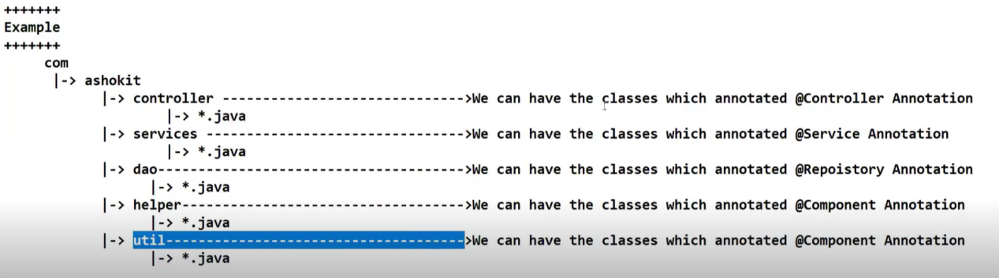 +++++++
Example
+++++++
com
|-> ashokit
|-> controller ------------------------------>We can have the classes which annotated @Controller Annotation
|-> *.java
|-> services -------------------------------->We can have the classes which annotated @Service Annotation
|-> *.java
|-> dao-------------------------------------->We can have the classes which annotated @Repoistory Annotation
|-> *.java
|-> helper----------------------------------->We can have the classes which annotated @Component Annotation
|-> *.java
|-> util------------------------------------->We can have the classes which annotated @Component Annotation
|-> *.java